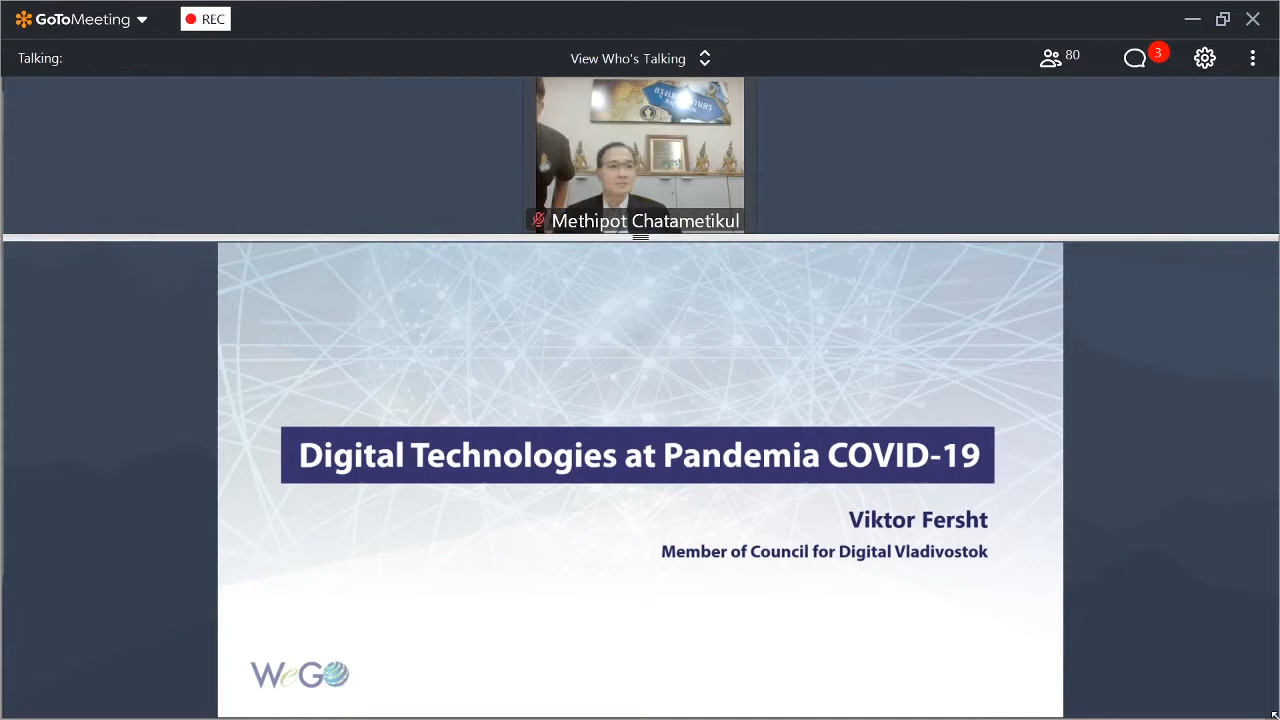 GoToMeeting
REC
Talking:
View Who's Talking
80
3
Methipot Chatametikul
Digital Technologies at Pandemia COVID-19
Viktor Fersht
Member of Council for Digital Vladivostok
WeGO